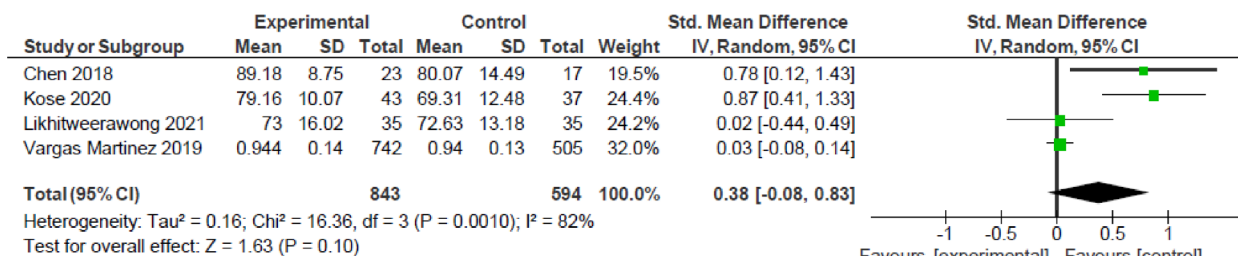 Experimental Control Std. Mean Difference Std. Mean Difference
Study or Subgroup Mean SD Total Mean SD Total Weight IV, Random, 95% CI IV, Random, 95% CI
Chen 2018 89.18 8.75 23 80.07 14.49 17 19.5% 0.78 [0.12, 1.43]
Kose 2020 79.16 10.07 43 69.31 12.48 37 24.4% 0.87 [0.41, 1.33]
Likhitweerawong 2021 73 16.02 35 72.63 13.18 35 24.2% 0.02 [-0.44, 0.49]
Vargas Martinez 2019 0.944 0.14 742 0.94 0.13 505 32.0% 0.03 [-0.08, 0.14]
Total (95% CI) 843 594 100.0% 0.38 [-0.08, 0.83]
Heterogeneity: Tau² = 0.16; Chi² = 16.36, df = 3 (P = 0.0010); I² = 82%
Test for overall effect: Z = 1.63 (P = 0.10)
-1 -0.5 0 0.5 1
Favours [experimental] Favours [control]